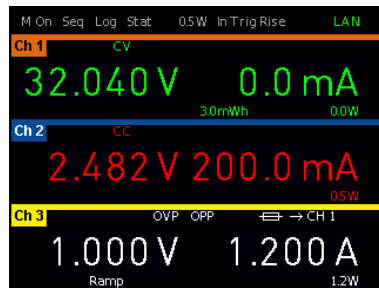 M On Seq Log Stat 0.5W In Trig Rise LAN
Ch 1 CV
32.040 V 0.0 mA
3.0mWh 0.0W
Ch 2 CC
2.482 V 200.0 mA
0.5W
Ch 3 OVP OPP → CH 1
1.000 V 1.200 A
Ramp 1.2W